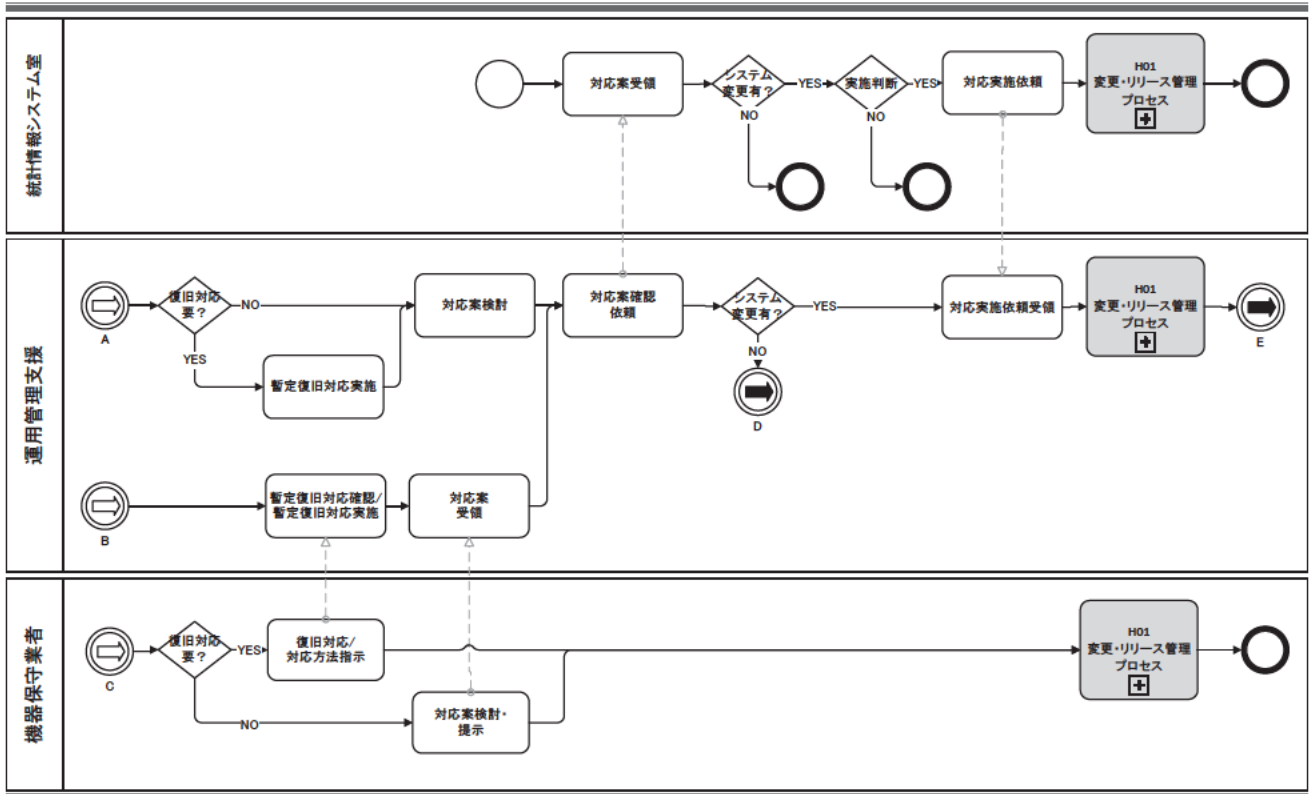 統計情報システム室
対応案受領
システム
変更有？
YES
実施判断
YES
対応実施依頼
H01
変更・リリース管理
プロセス
NO
NO
運用管理支援
A
復旧対応
要？
NO
対応案検討
対応案確認
依頼
システム
変更有？
YES
対応実施依頼受領
H01
変更・リリース管理
プロセス
E
YES
暫定復旧対応実施
NO
D
B
暫定復旧対応確認/
暫定復旧対応実施
対応案
受領
機器保守業者
C
復旧対応
要？
YES
復旧対応/
対応方法指示
H01
変更・リリース管理
プロセス
NO
対応案検討・
提示